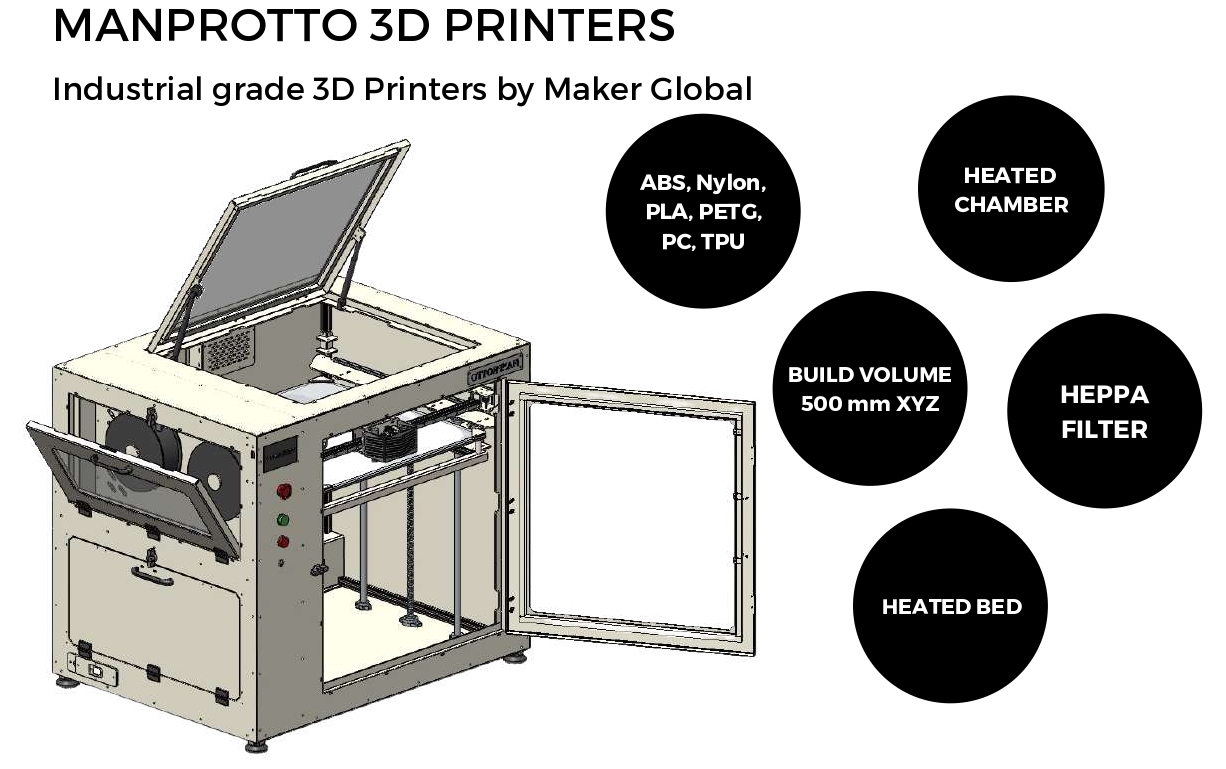 MANPROTTO 3D PRINTERS
Industrial grade 3D Printers by Maker Global
ABS, Nylon,
PLA, PETG,
PC, TPU
HEATED
CHAMBER
BUILD VOLUME
500 mm XYZ
HEPPA
FILTER
HEATED BED